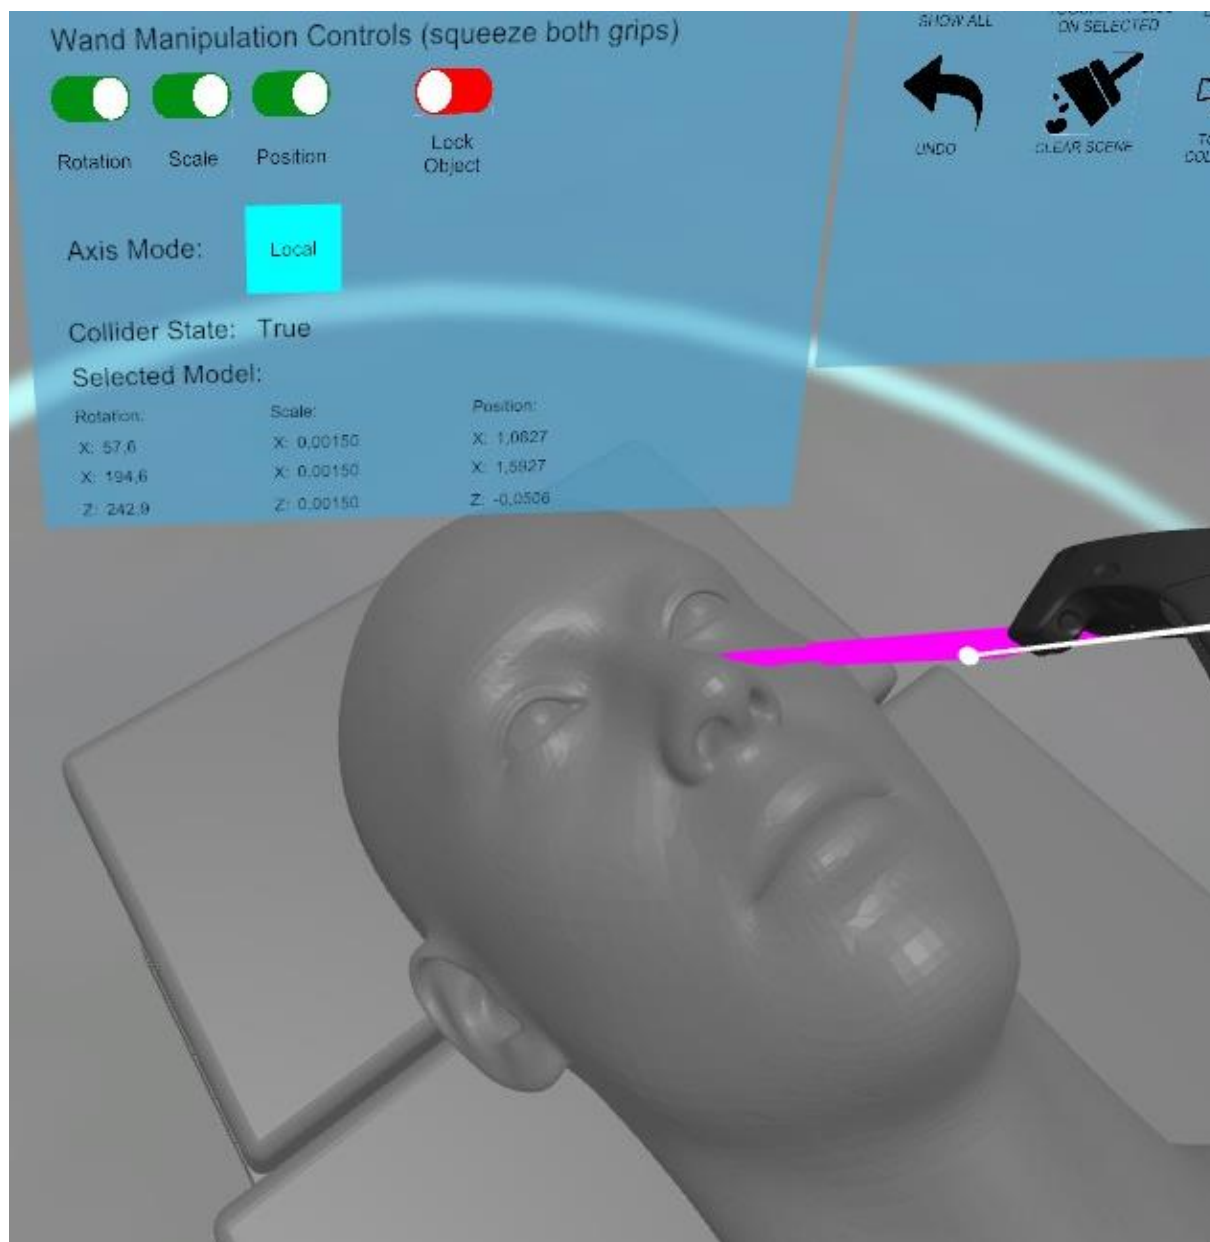 Wand Manipulation Controls (squeeze both grips)
Rotation
Scale
Position
Lock
Object
Axis Mode:
Local
Collider State: True
Selected Model:
Rotation:
X: 57,6
X: 194,6
Z: 242,9
Scale:
X: 0,00150
X: 0,00150
Z: 0,00150
Position:
X: 1,0827
X: 1,5927
Z: -0,0506
SHOW ALL
ON SELECTED
UNDO
CLEAR SCENE